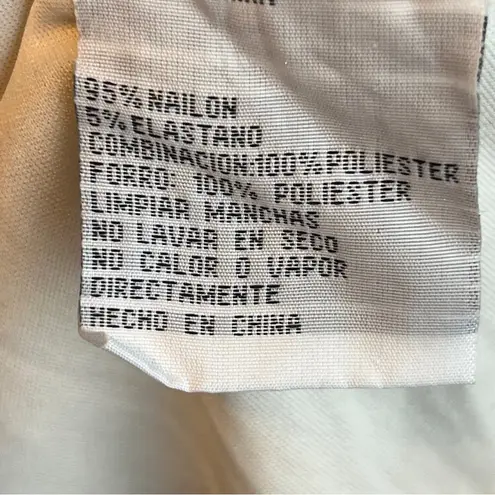 95% NAILON
5% ELASTANO
COMBINACION:100% POLIESTER
FORRO: 100% POLIESTER
LIMPIAR MANCHAS
NO LAVAR EN SECO
NO CALOR O VAPOR
DIRECTAMENTE
HECHO EN CHINA